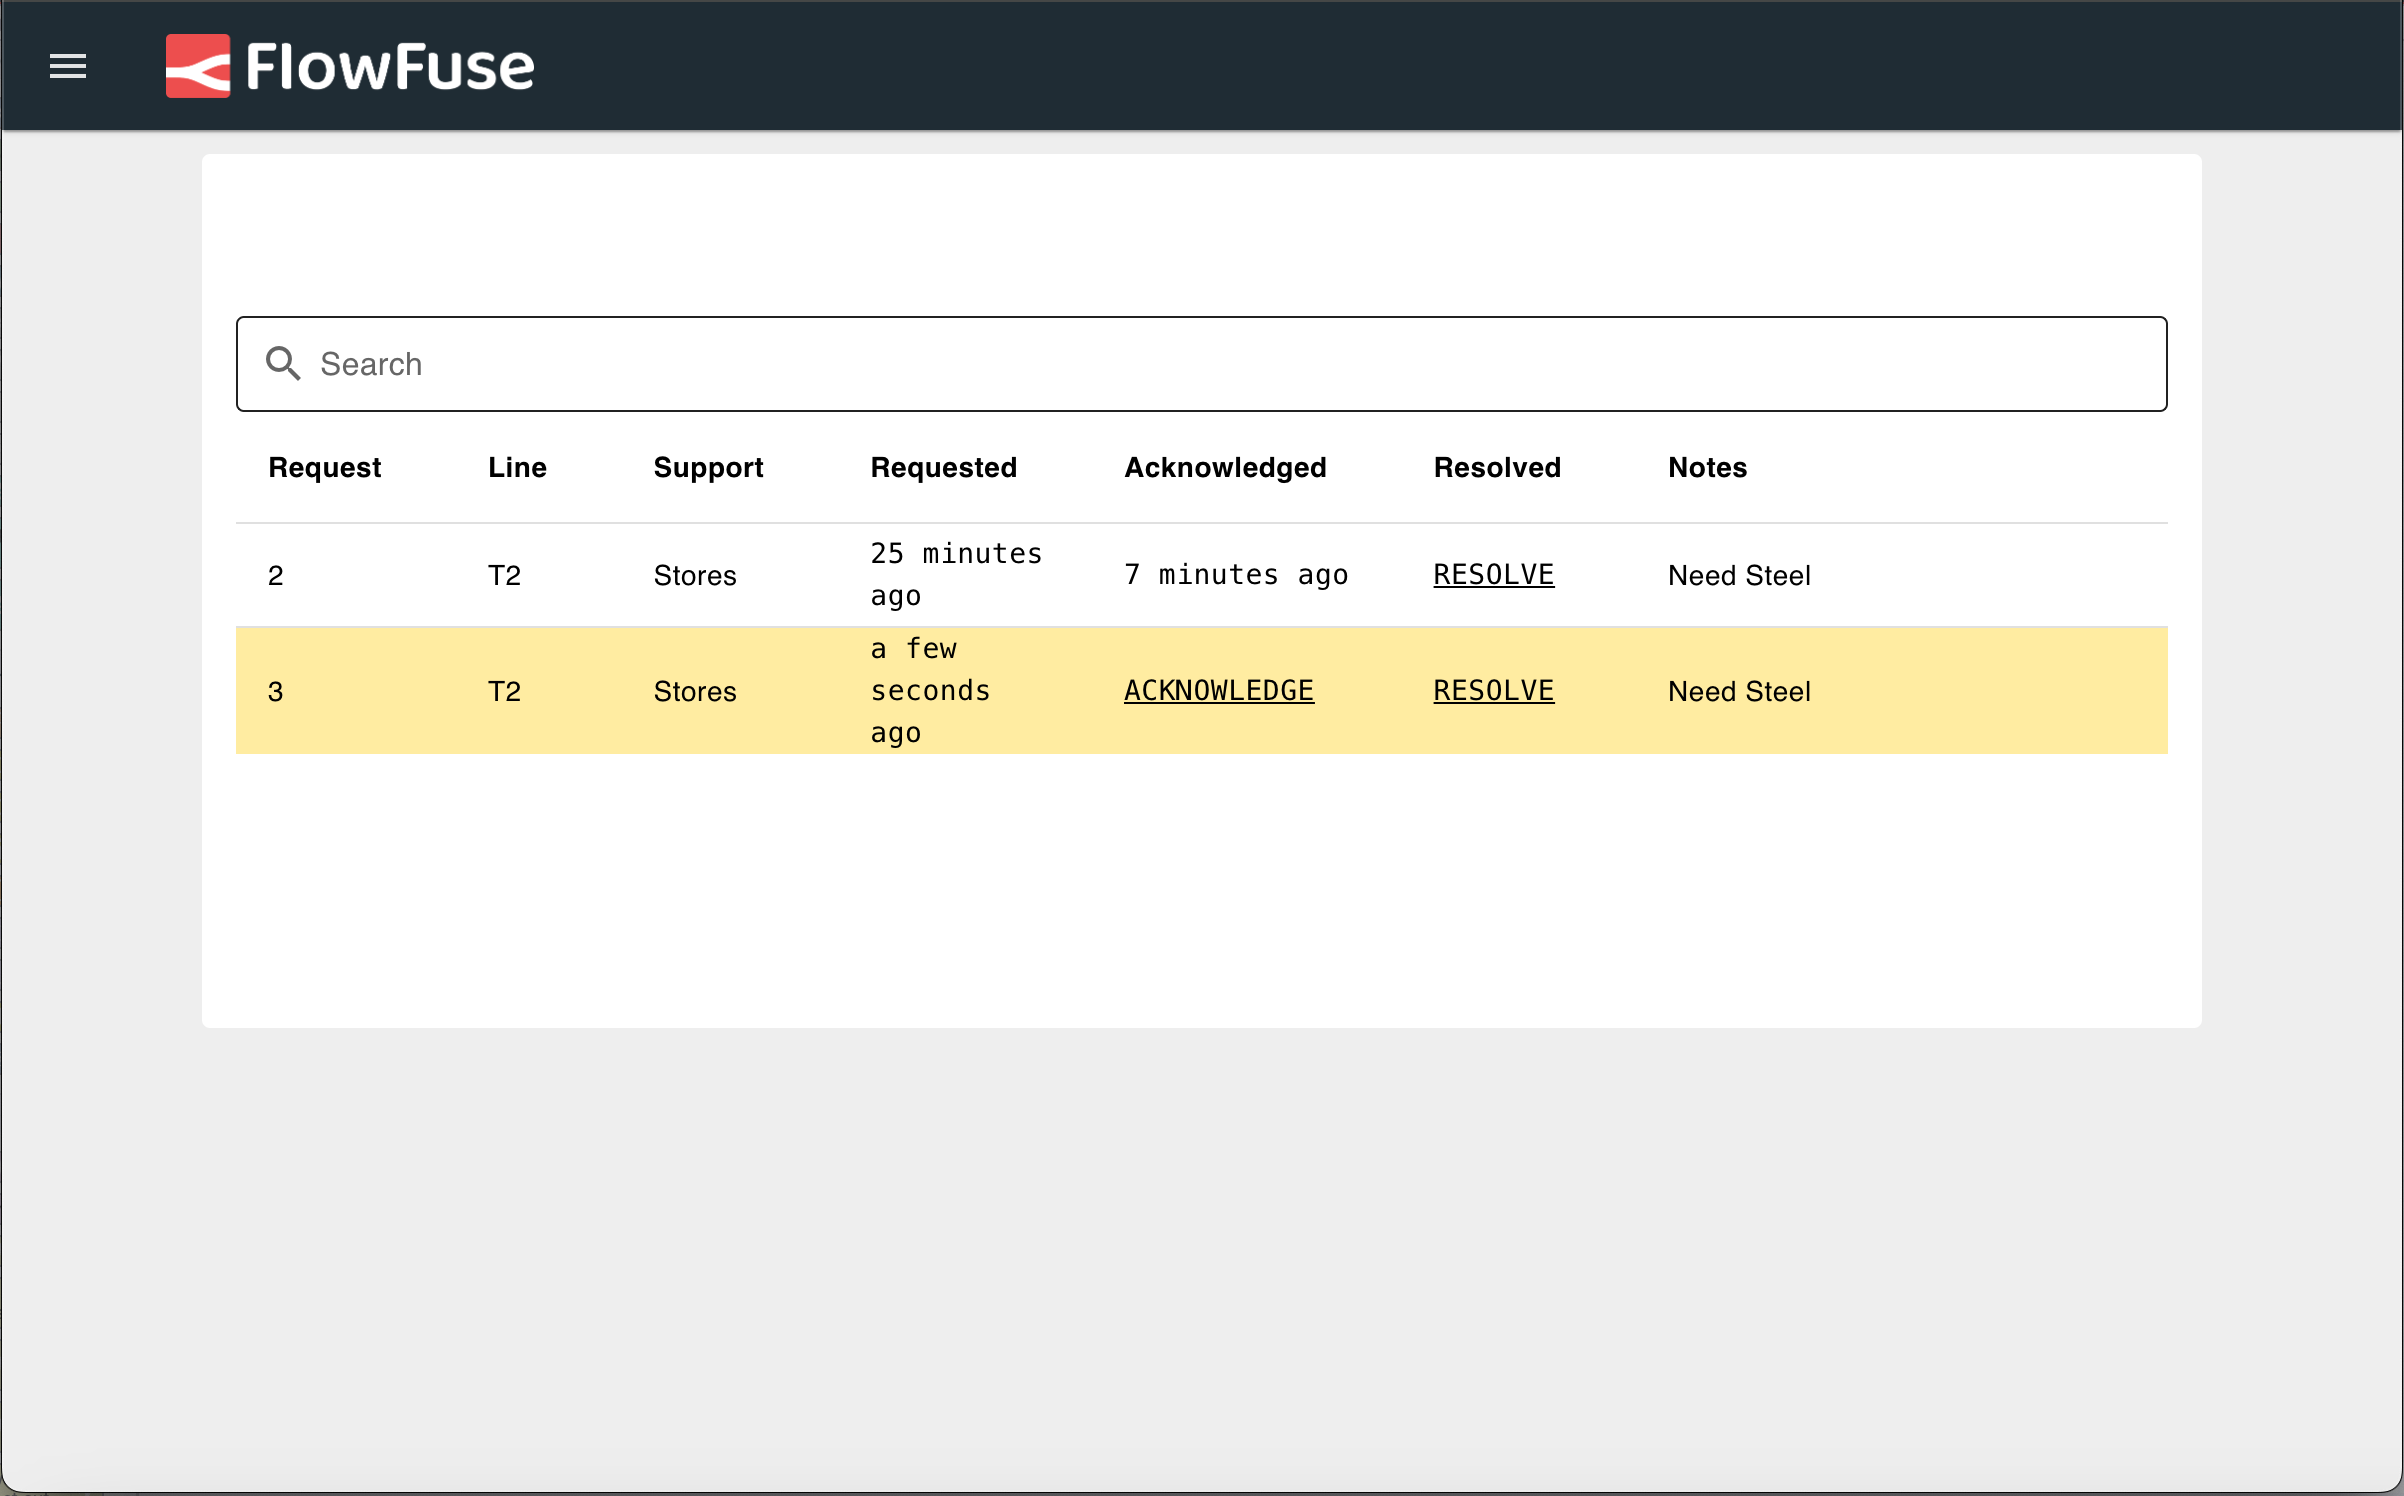 FlowFuse
Search
Request Line Support Requested Acknowledged Resolved Notes
2 T2 Stores 25 minutes ago 7 minutes ago RESOLVE Need Steel
3 T2 Stores a few seconds ago ACKNOWLEDGE RESOLVE Need Steel